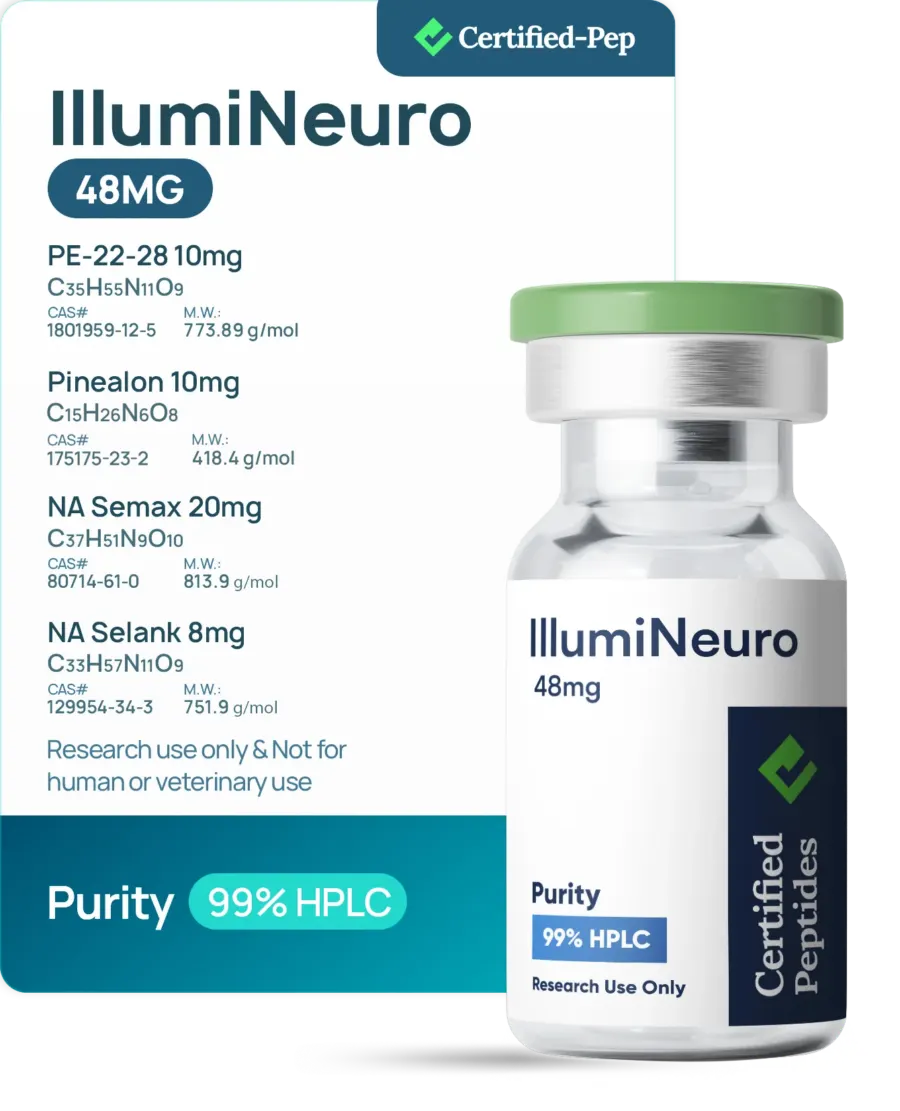 Certified-Pep
IllumiNeuro
48MG
PE-22-28 10mg
C₃₅H₅₅N₁₁O₉
CAS# M.W.:
1801959-12-5 773.89 g/mol
Pinealon 10mg
C₁₅H₂₆N₆O₈
CAS# M.W.:
175175-23-2 418.4 g/mol
NA Semax 20mg
C₃₇H₅₁N₉O₁₀
CAS# M.W.:
80714-61-0 813.9 g/mol
NA Selank 8mg
C₃₃H₅₇N₁₁O₉
CAS# M.W.:
129954-34-3 751.9 g/mol
Research use only & Not for
human or veterinary use
Purity 99% HPLC
IllumiNeuro
48mg
Purity
99% HPLC
Research Use Only
Certified
Peptides